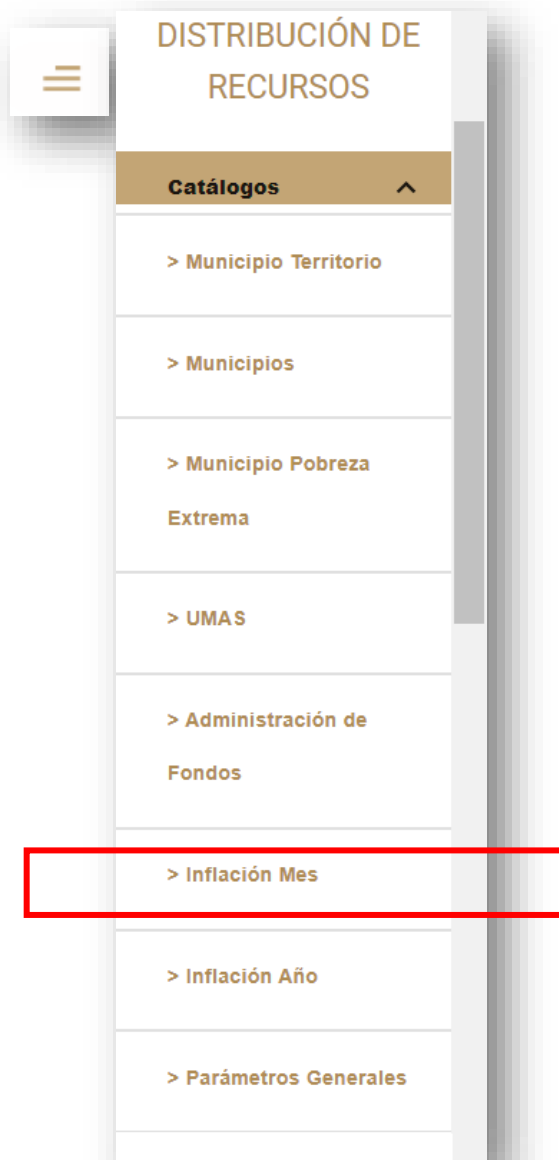 DISTRIBUCIÓN DE
RECURSOS
Catálogos
> Municipio Territorio
> Municipios
> Municipio Pobreza
Extrema
> UMAS
> Administración de
Fondos
> Inflación Mes
> Inflación Año
> Parámetros Generales